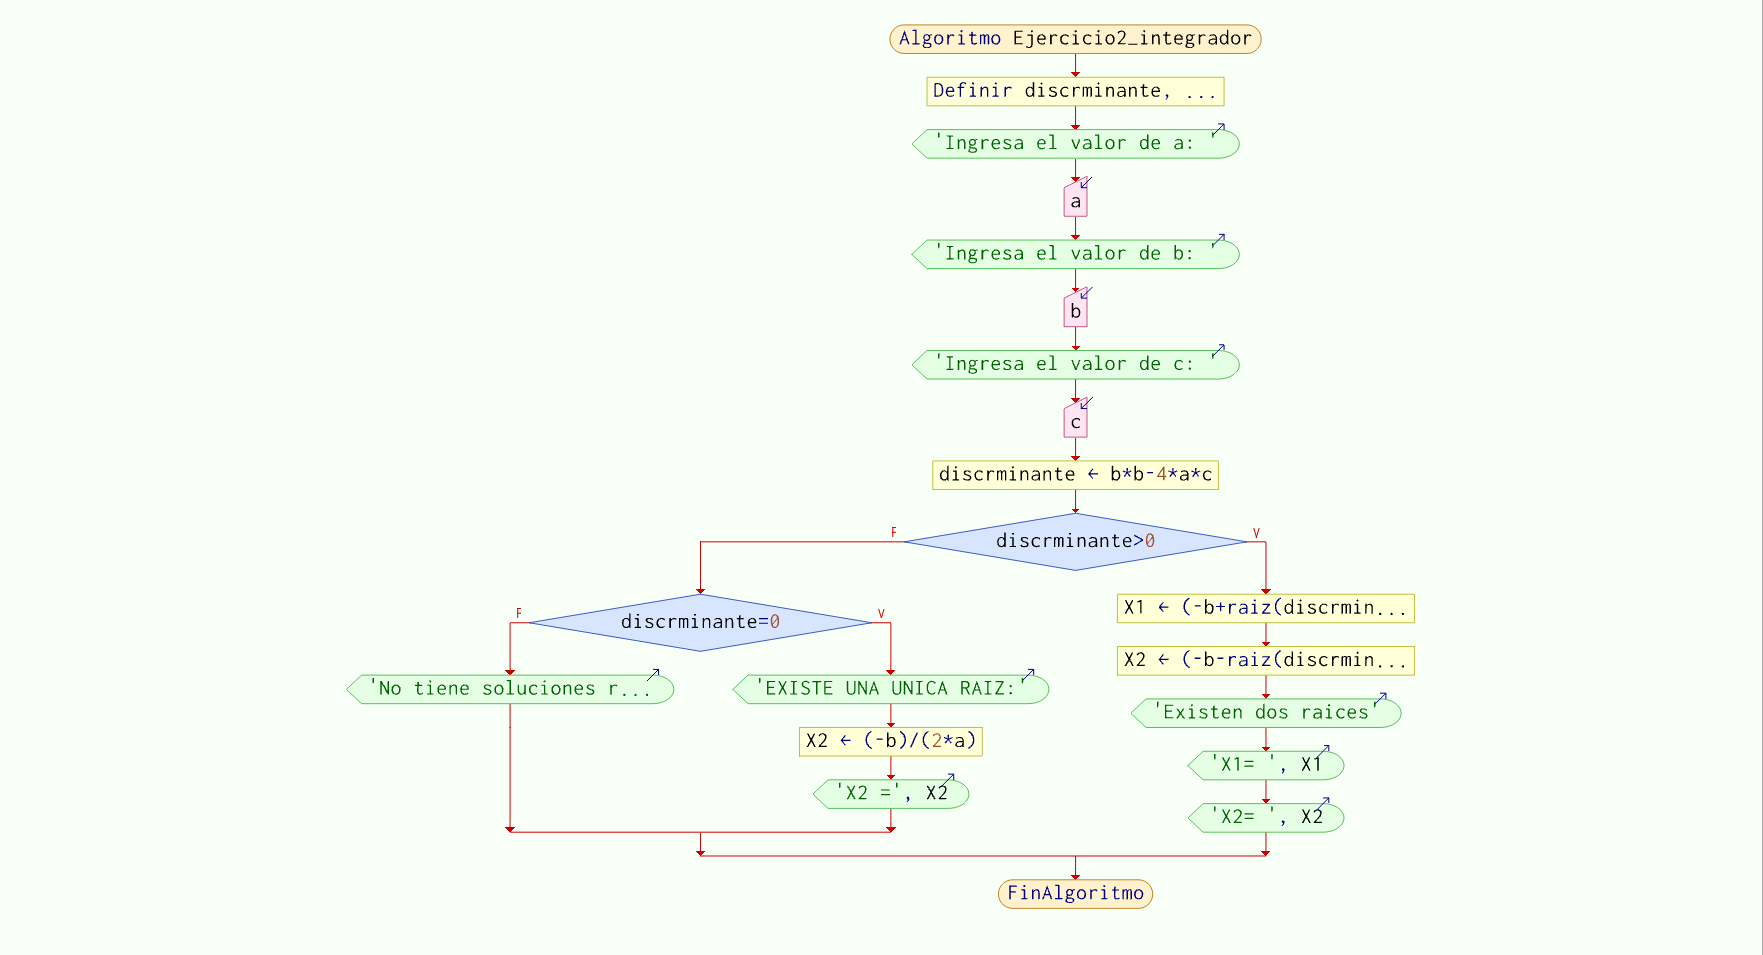 Algoritmo Ejercicio2_integrador
Definir discrminante, ...
'Ingresa el valor de a: '
a
'Ingresa el valor de b: '
b
'Ingresa el valor de c: '
c
discrminante ← b*b-4*a*c
discrminante>0
F
V
discrminante=0
F
V
'No tiene soluciones r...
'EXISTE UNA UNICA RAIZ:'
X2 ← (-b)/(2*a)
'X2 =', X2
X1 ← (-b+raiz(discrmin...
X2 ← (-b-raiz(discrmin...
'Existen dos raices'
'X1= ', X1
'X2= ', X2
FinAlgoritmo